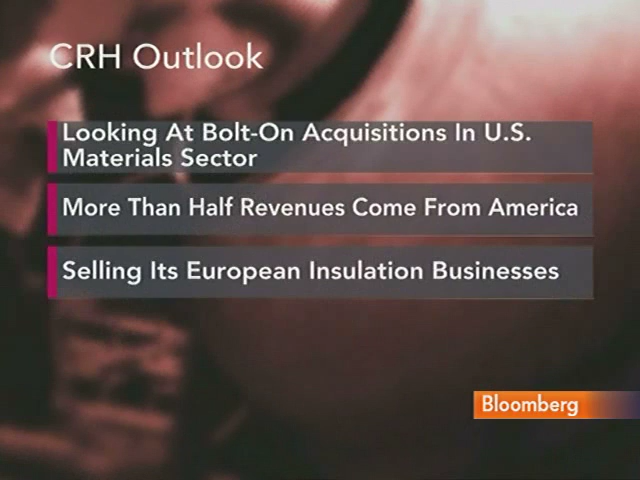 CRH Outlook
Looking At Bolt-On Acquisitions In U.S.
Materials Sector
More Than Half Revenues Come From America
Selling Its European Insulation Businesses
Bloomberg